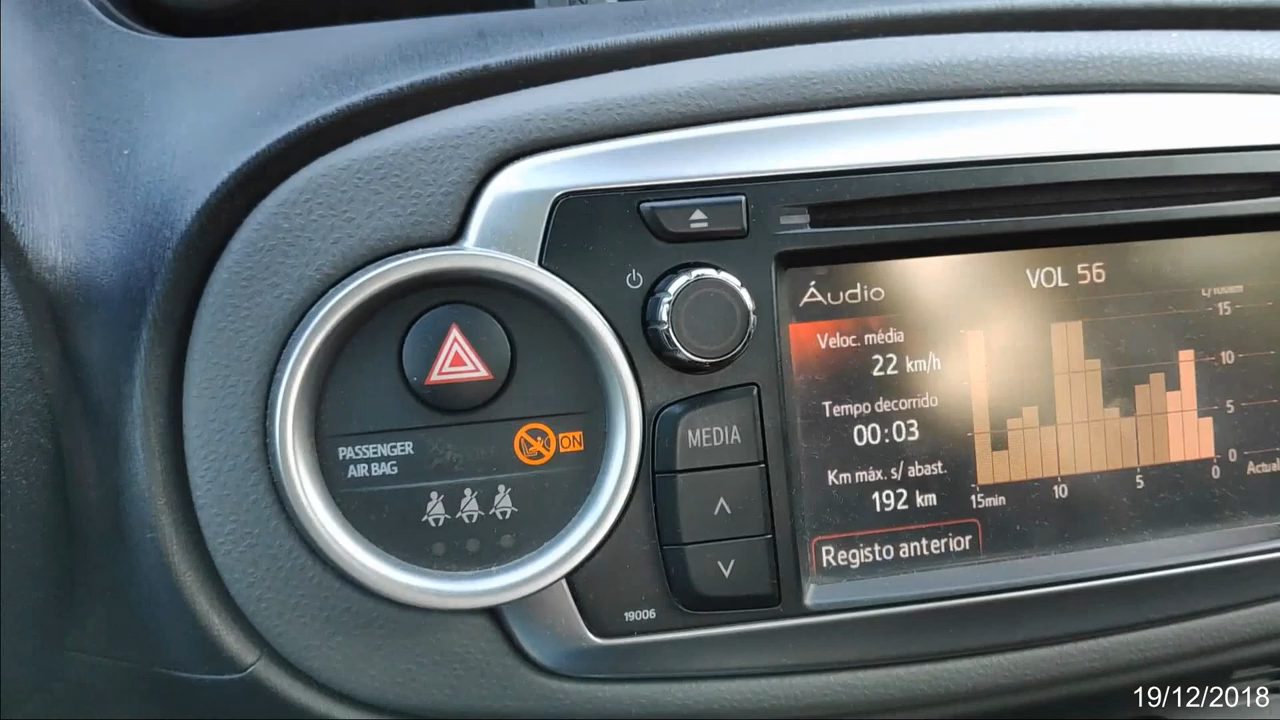 PASSENGER
AIR BAG
ON
MEDIA
19006
Áudio
VOL 56
Veloc. média
22 km/h
Tempo decorrido
00:03
Km máx. s/ abast.
192 km
Registo anterior
L/100km
15
10
5
0
15min
10
5
0
Actual
19/12/2018